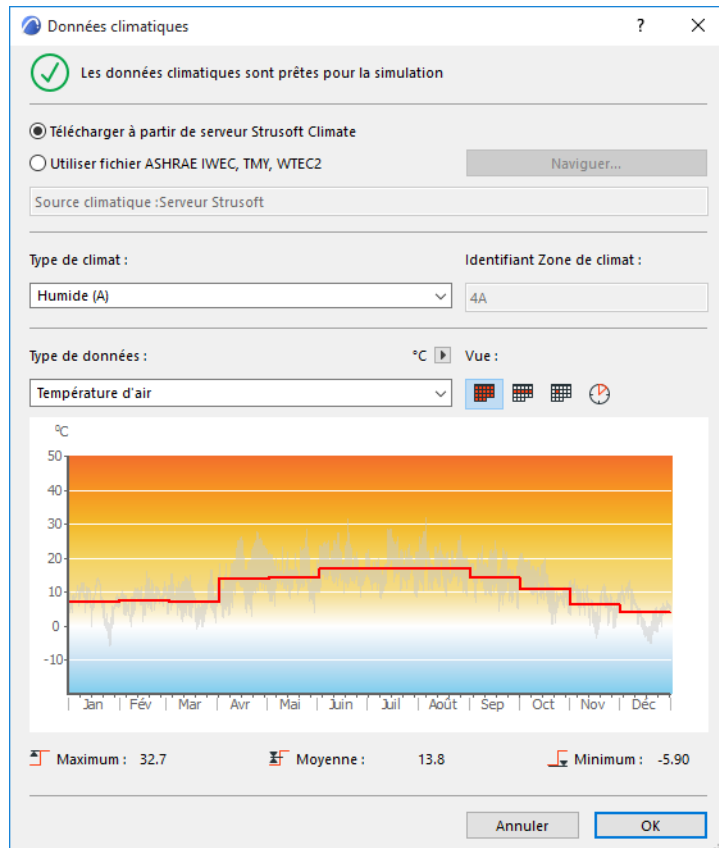 Données climatiques
?
Les données climatiques sont prêtes pour la simulation
Télécharger à partir de serveur Strusoft Climate
Utiliser fichier ASHRAE IWEC, TMY, WTEC2
Naviguer...
Source climatique :Serveur Strusoft
Type de climat :
Identifiant Zone de climat :
Humide (A)
4A
Type de données :
°C
Vue :
Température d'air
ºC
50
40
30
20
10
0
-10
Jan Fév Mar Avr Mai Juin Juil Août Sep Oct Nov Déc
Maximum : 32.7 Moyenne : 13.8 Minimum : -5.90
Annuler
OK